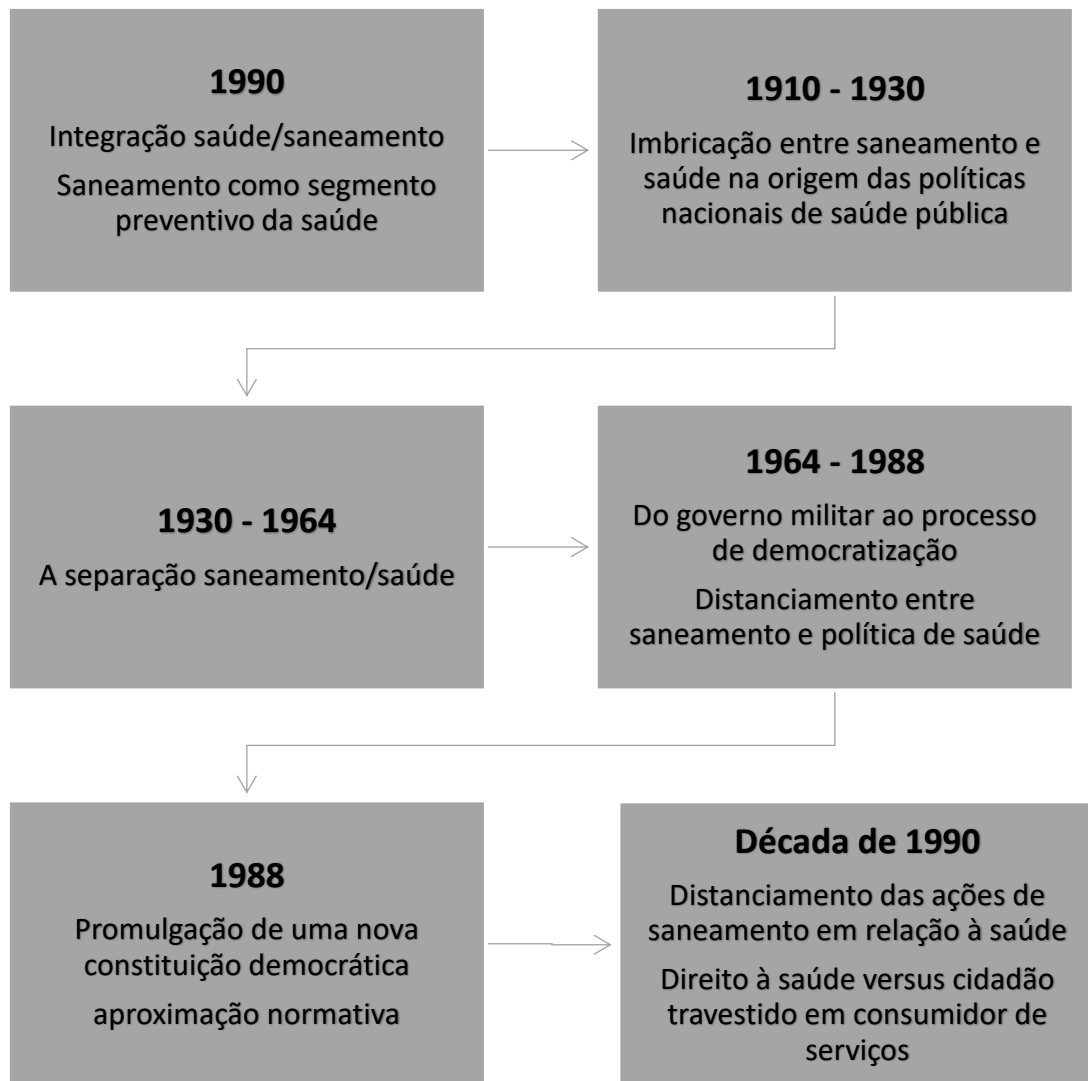 1990
Integração saúde/saneamento
Saneamento como segmento
preventivo da saúde
1910 - 1930
Imbricação entre saneamento e
saúde na origem das políticas
nacionais de saúde pública
1930 - 1964
A separação saneamento/saúde
1964 - 1988
Do governo militar ao processo
de democratização
Distanciamento entre
saneamento e política de saúde
1988
Promulgação de uma nova
constituição democrática
aproximação normativa
Década de 1990
Distanciamento das ações de
saneamento em relação à saúde
Direito à saúde versus cidadão
travestido em consumidor de
serviços